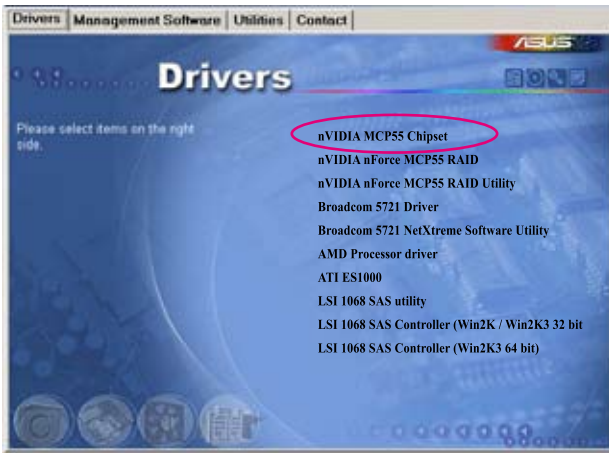 Drivers Management Software Utilities Contact
ASUS
Drivers
Please select items on the right
side.
nVIDIA MCP55 Chipset
nVIDIA nForce MCP55 RAID
nVIDIA nForce MCP55 RAID Utility
Broadcom 5721 Driver
Broadcom 5721 NetXtreme Software Utility
AMD Processor driver
ATI ES1000
LSI 1068 SAS utility
LSI 1068 SAS Controller (Win2K / Win2K3 32 bit
LSI 1068 SAS Controller (Win2K3 64 bit)